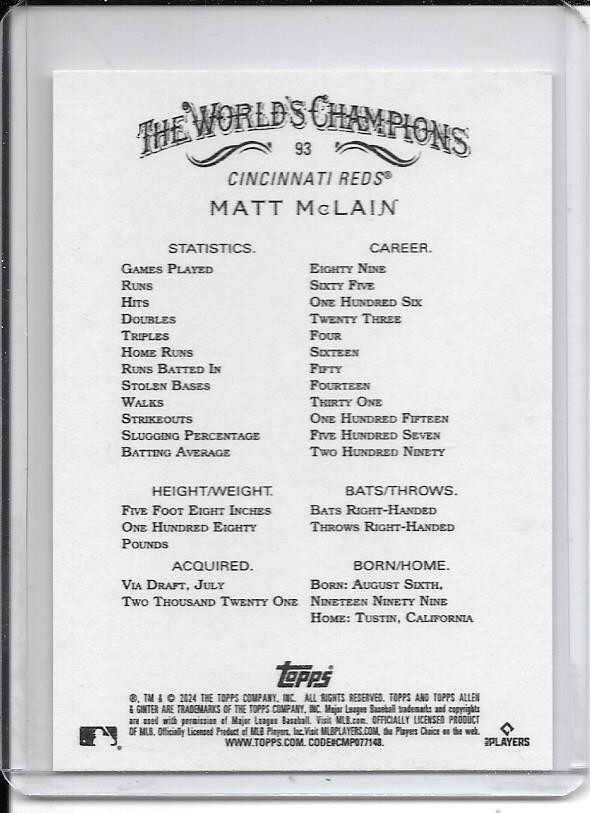 THE WORLD'S CHAMPIONS
93
CINCINNATI REDS®
MATT McLAIN
STATISTICS. CAREER.
GAMES PLAYED EIGHTY NINE
RUNS SIXTY FIVE
HITS ONE HUNDRED SIX
DOUBLES TWENTY THREE
TRIPLES FOUR
HOME RUNS SIXTEEN
RUNS BATTED IN FIFTY
STOLEN BASES FOURTEEN
WALKS THIRTY ONE
STRIKEOUTS ONE HUNDRED FIFTEEN
SLUGGING PERCENTAGE FIVE HUNDRED SEVEN
BATTING AVERAGE TWO HUNDRED NINETY
HEIGHT/WEIGHT. BATS/THROWS.
FIVE FOOT EIGHT INCHES BATS RIGHT-HANDED
ONE HUNDRED EIGHTY THROWS RIGHT-HANDED
POUNDS
ACQUIRED. BORN/HOME.
VIA DRAFT, JULY BORN: AUGUST SIXTH,
TWO THOUSAND TWENTY ONE NINETEEN NINETY NINE
HOME: TUSTIN, CALIFORNIA
Topps®
®, TM & © 2024 THE TOPPS COMPANY, INC. ALL RIGHTS RESERVED. TOPPS AND TOPPS ALLEN
& GINTER ARE TRADEMARKS OF THE TOPPS COMPANY, INC. Major League Baseball trademarks and copyrights
are used with permission of Major League Baseball. Visit MLB.com. OFFICIALLY LICENSED PRODUCT
OF MLB. Officially Licensed Product of MLB Players, Inc. Visit MLBPLAYERS.COM, the Players Choice on the web.
WWW.TOPPS.COM. CODE#CMP077148.
MLB PLAYERS